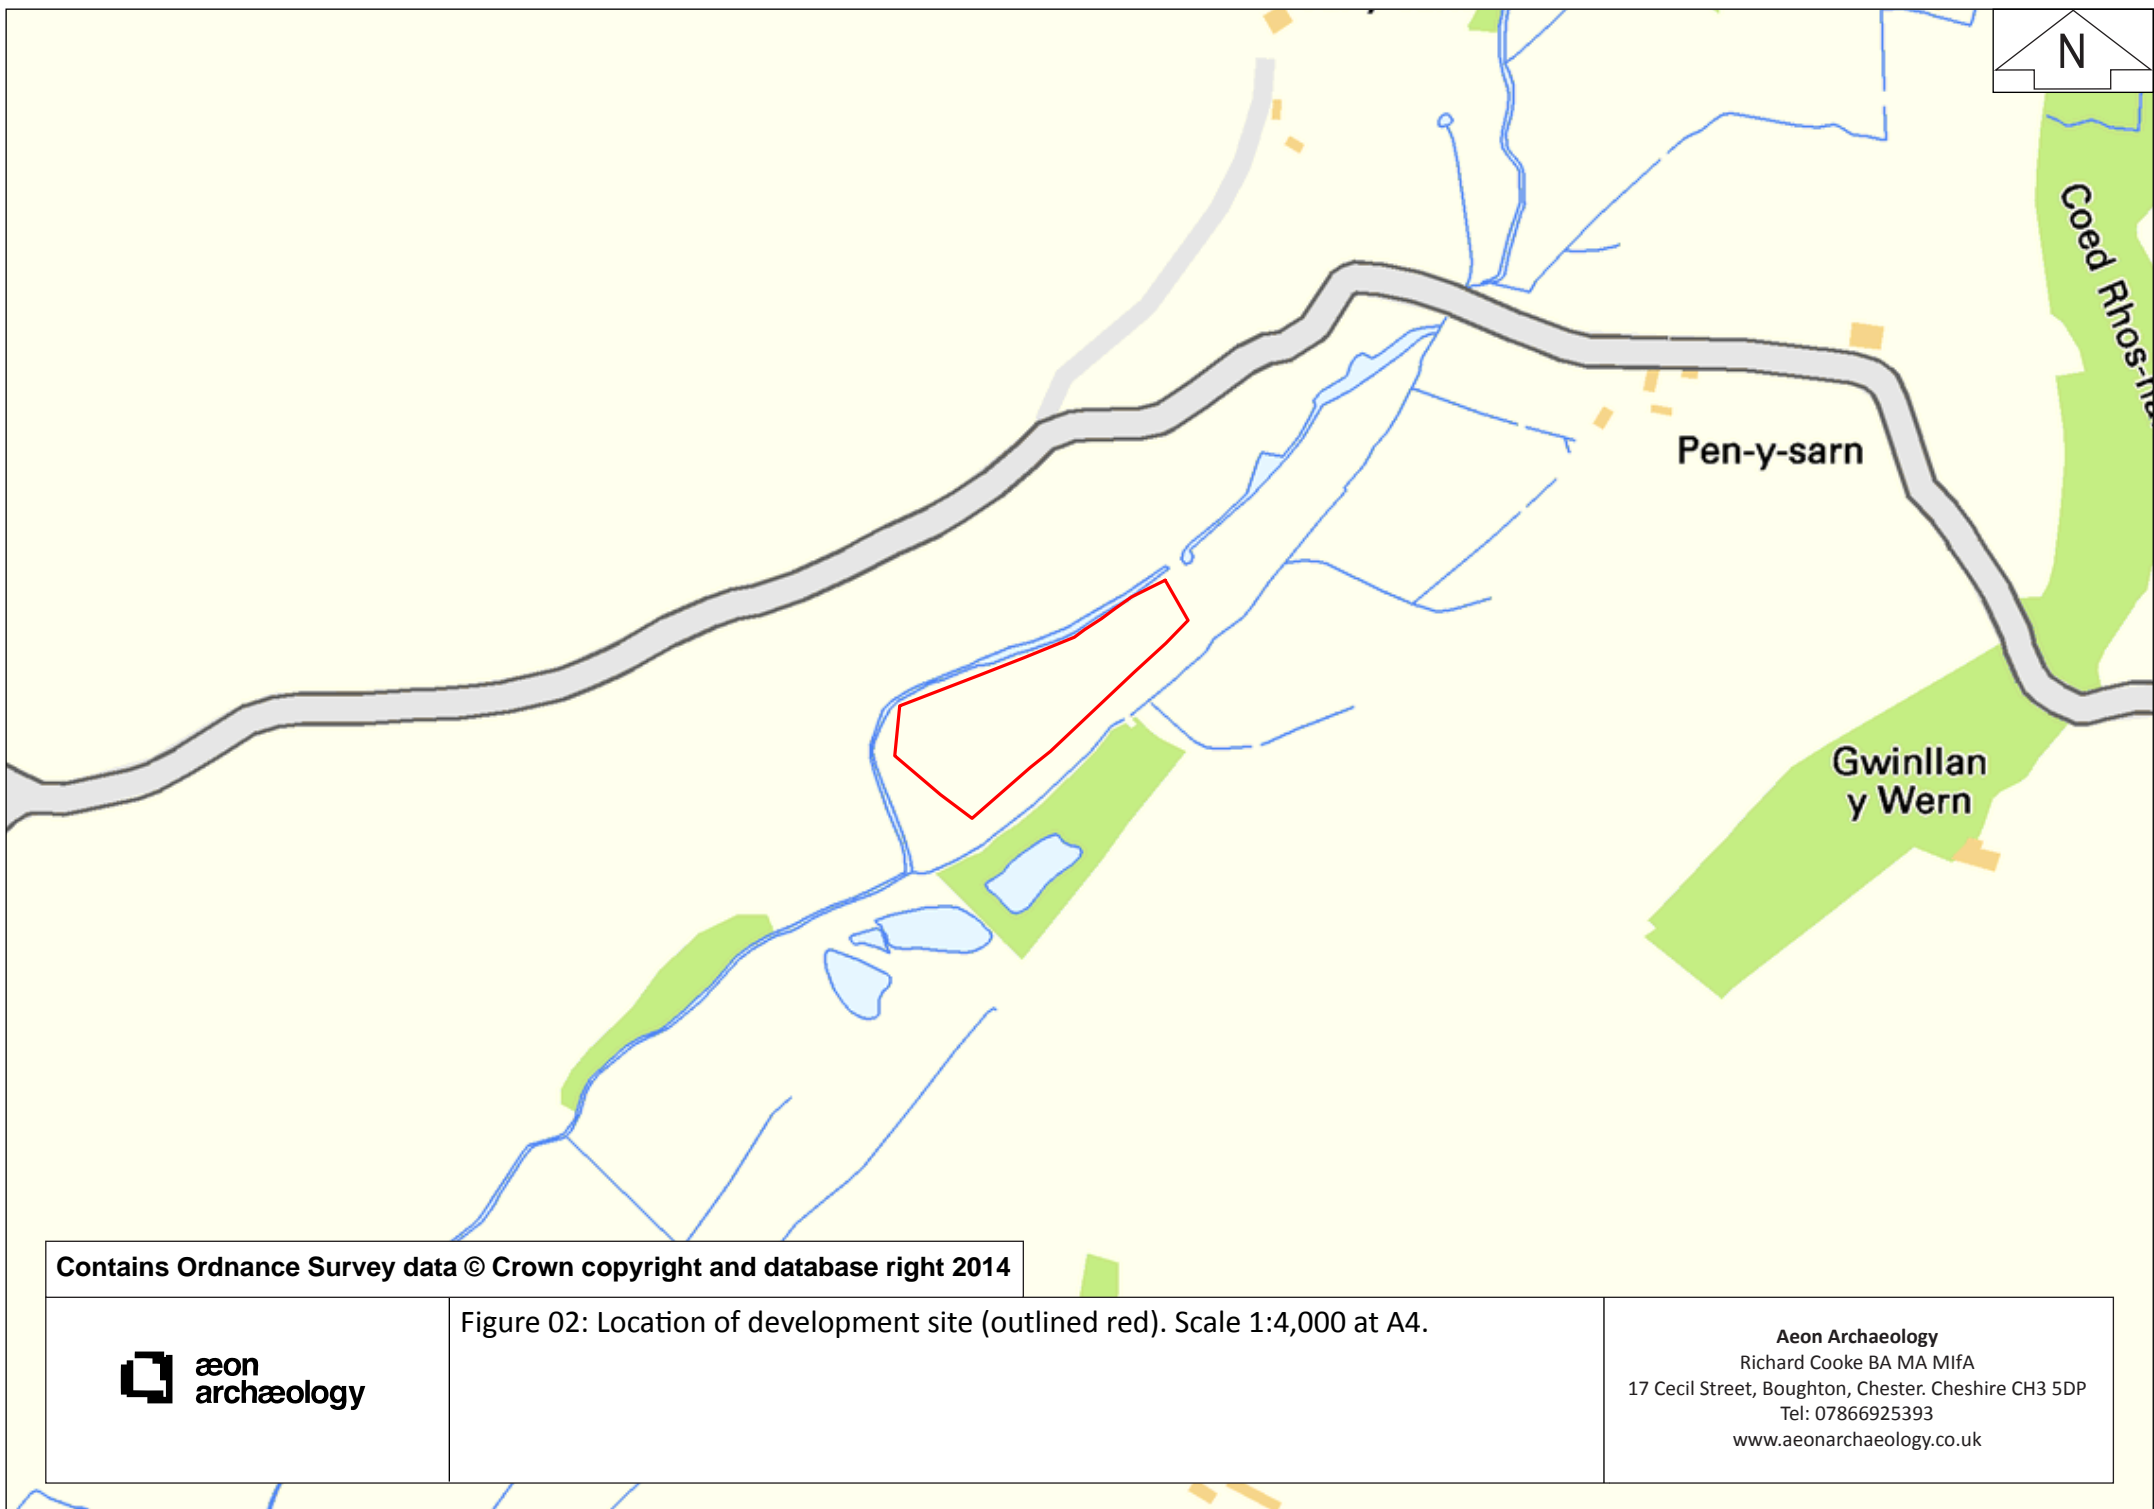 N
Coed Rhos-
Pen-y-sarn
Gwinllan
y Wern
Contains Ordnance Survey data © Crown copyright and database right 2014
æon
archæology
Figure 02: Location of development site (outlined red). Scale 1:4,000 at A4.
Aeon Archaeology
Richard Cooke BA MA MIfA
17 Cecil Street, Boughton, Chester. Cheshire CH3 5DP
Tel: 07866925393
www.aeonarchaeology.co.uk